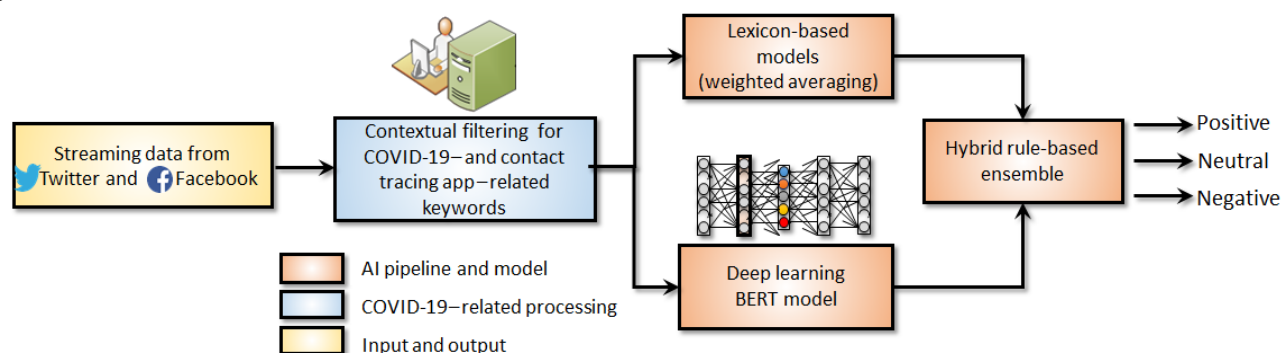 Streaming data from
Twitter and Facebook
Contextual filtering for
COVID-19–and contact
tracing app–related
keywords
Lexicon-based
models
(weighted averaging)
Deep learning
BERT model
Hybrid rule-based
ensemble
Positive
Neutral
Negative
AI pipeline and model
COVID-19–related processing
Input and output